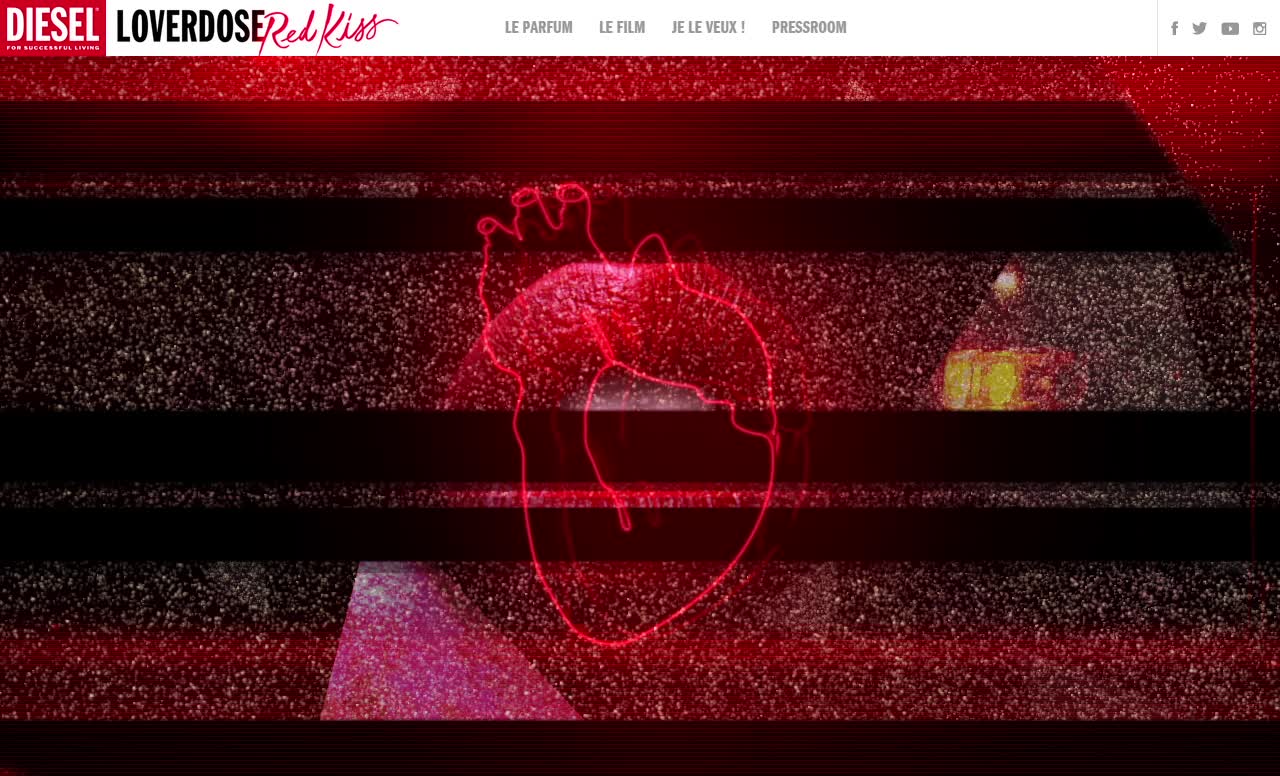 DIESEL
FOR SUCCESSFUL LIVING
LOVERDOSE Red Kiss
LE PARFUM
LE FILM
JE LE VEUX !
PRESSROOM